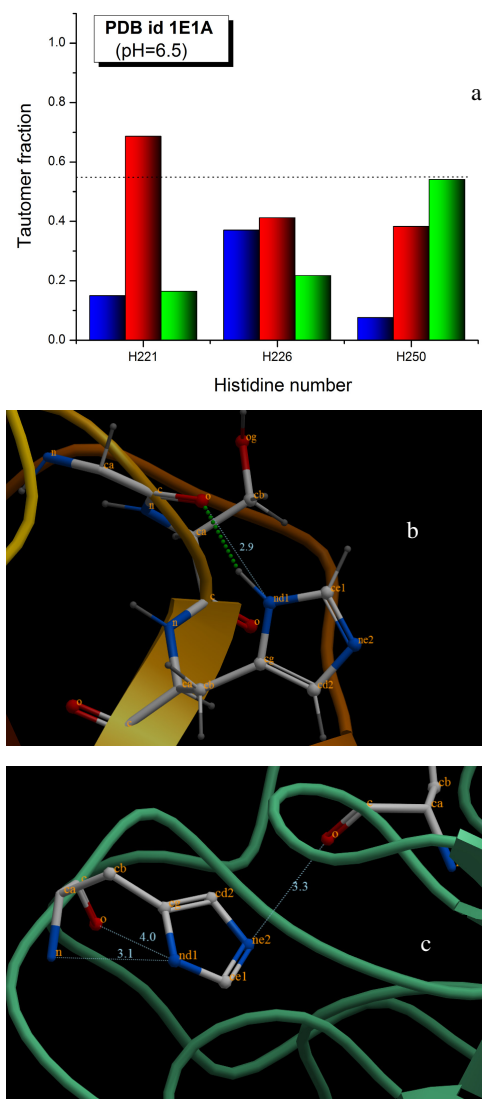 PDB id 1E1A
(pH=6.5)
a
Tautomer fraction
1.0
0.8
0.6
0.4
0.2
0.0
H221 H226 H250
Histidine number
og
n ca
c o cb
n
ca
b
2.9
nd1 ce1
c
n o
ne2
cg
ca cb cd2
o
c
cb
c ca
o
cb
ca c
cg cd2
3.3
o
4.0
ne2
c
n 3.1 nd1
ce1